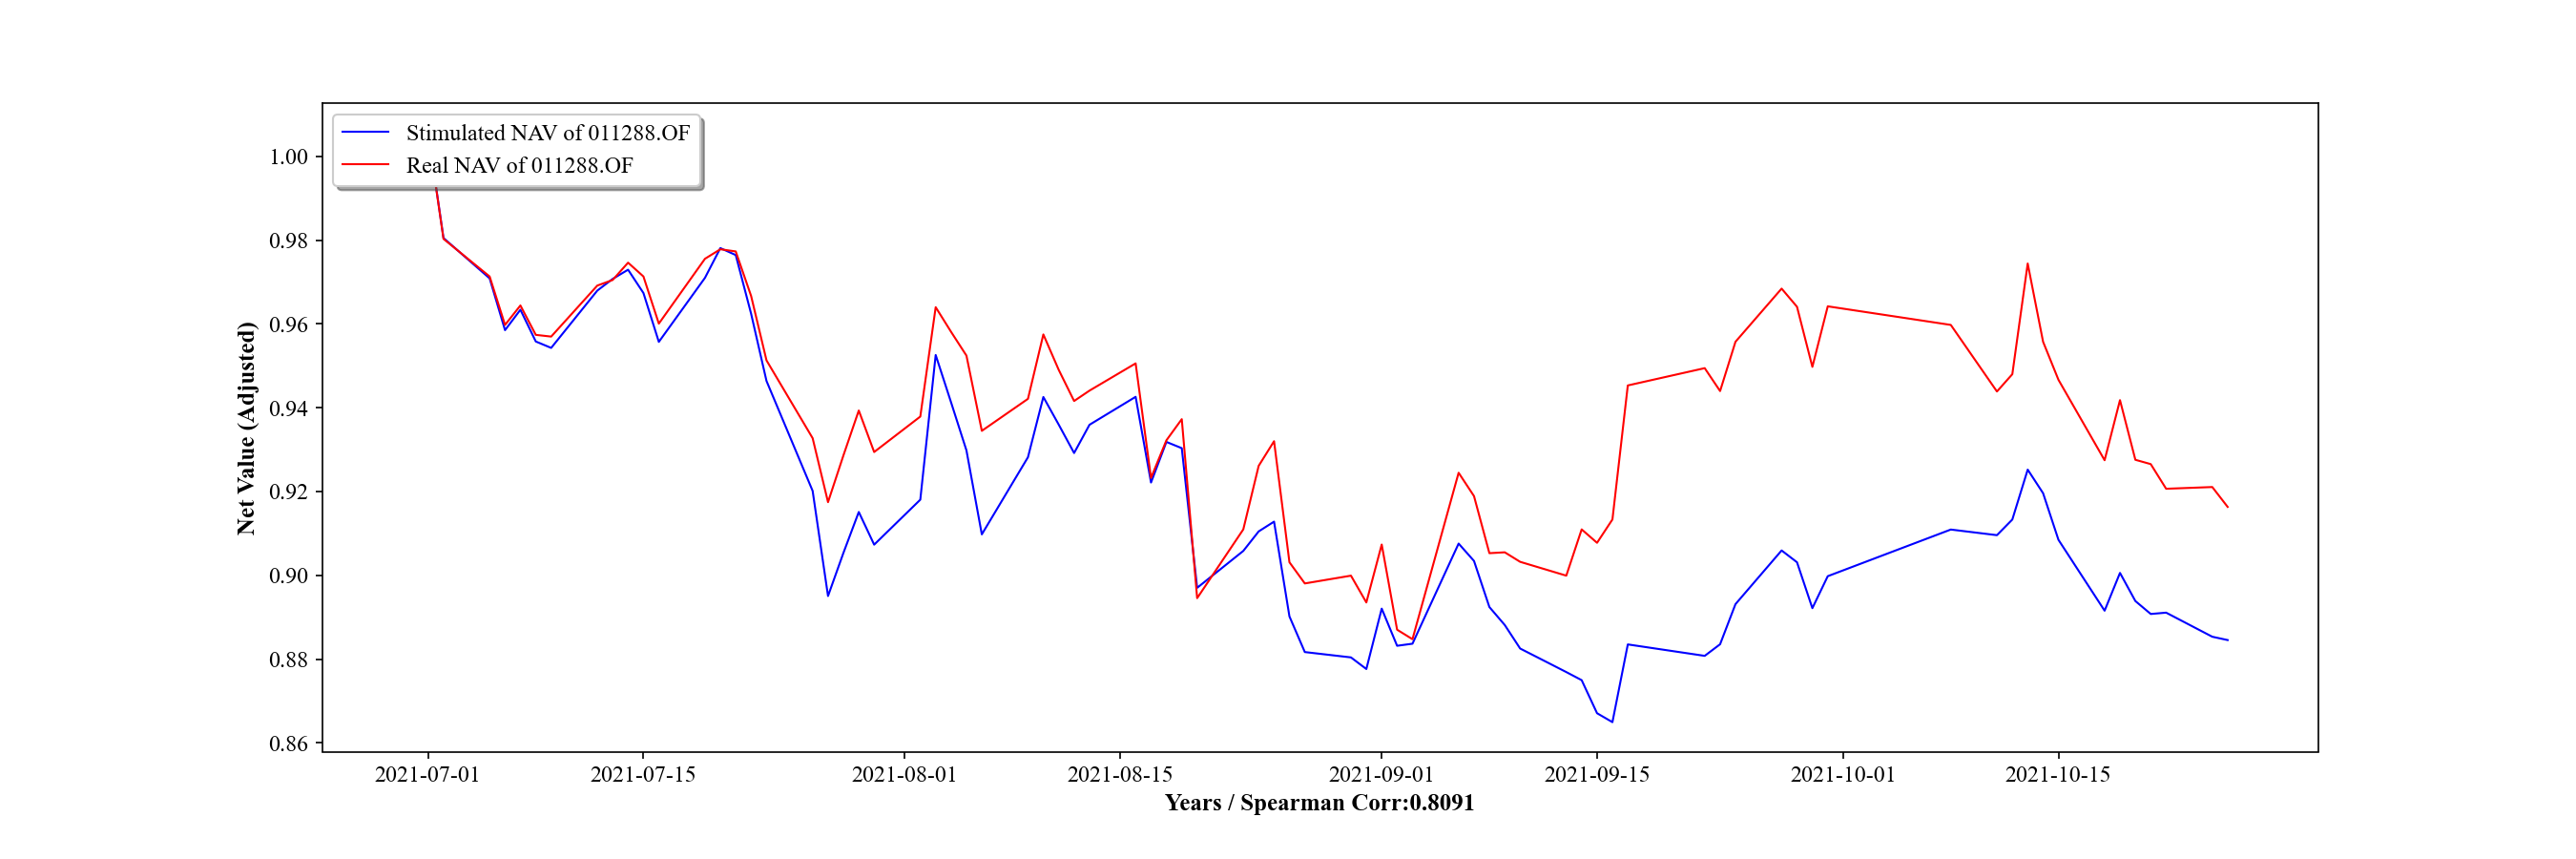 Stimulated NAV of 011288.OF
Real NAV of 011288.OF
Net Value (Adjusted)
1.00
0.98
0.96
0.94
0.92
0.90
0.88
0.86
2021-07-01 2021-07-15 2021-08-01 2021-08-15 2021-09-01 2021-09-15 2021-10-01 2021-10-15
Years / Spearman Corr:0.8091